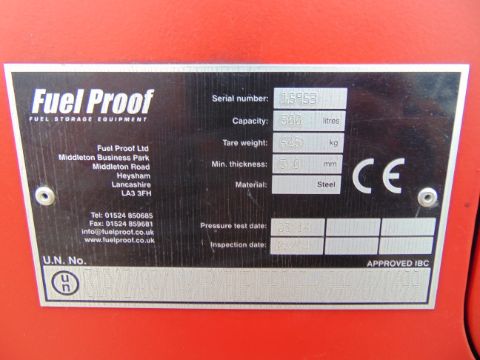 Fuel Proof
FUEL STORAGE EQUIPMENT
Fuel Proof Ltd
Middleton Business Park
Middleton Road
Heysham
Lancashire
LA3 3FH
Tel: 01524 850685
Fax: 01524 859681
info@fuelproof.co.uk
www.fuelproof.co.uk
Serial number:
Capacity: 500 litres
Tare weight: kg
Min. thickness: mm
Material: Steel
Pressure test date:
Inspection date:
CE
U.N. No. APPROVED IBC
un